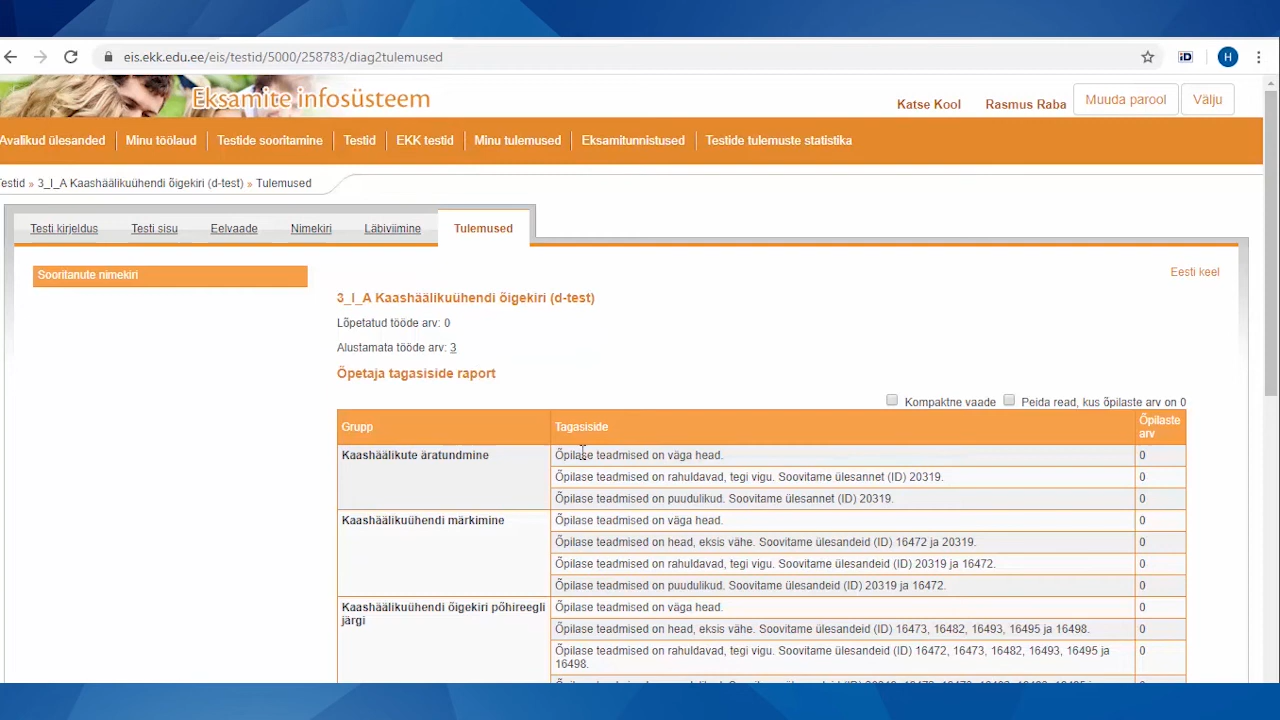 eis.ekk.edu.ee/eis/testid/5000/258783/diag2tulemused
iD
H
Eksamite infosüsteem
Katse Kool
Rasmus Raba
Muuda parool
Välju
Avalikud ülesanded
Minu töölaud
Testide sooritamine
Testid
EKK testid
Minu tulemused
Eksamitunnistused
Testide tulemuste statistika
Testid » 3_I_A Kaashäälikuühendi õigekiri (d-test) » Tulemused
Testi kirjeldus
Testi sisu
Eelvaade
Nimekiri
Läbiviimine
Tulemused
Sooritanute nimekiri
Eesti keel
3_I_A Kaashäälikuühendi õigekiri (d-test)
Lõpetatud tööde arv: 0
Alustamata tööde arv: 3
Õpetaja tagasiside raport
Kompaktne vaade
Peida read, kus õpilaste arv on 0
Grupp
Tagasiside
Õpilaste
arv
Kaashäälikute äratundmine
Õpilase teadmised on väga head.
0
Õpilase teadmised on rahuldavad, tegi vigu. Soovitame ülesannet (ID) 20319.
0
Õpilase teadmised on puudulikud. Soovitame ülesannet (ID) 20319.
0
Kaashäälikuühendi märkimine
Õpilase teadmised on väga head.
0
Õpilase teadmised on head, eksis vähe. Soovitame ülesandeid (ID) 16472 ja 20319.
0
Õpilase teadmised on rahuldavad, tegi vigu. Soovitame ülesandeid (ID) 20319 ja 16472.
0
Õpilase teadmised on puudulikud. Soovitame ülesandeid (ID) 20319 ja 16472.
0
Kaashäälikuühendi õigekiri põhireegli
järgi
Õpilase teadmised on väga head.
0
Õpilase teadmised on head, eksis vähe. Soovitame ülesandeid (ID) 16473, 16482, 16493, 16495 ja 16498.
0
Õpilase teadmised on rahuldavad, tegi vigu. Soovitame ülesandeid (ID) 16472, 16473, 16482, 16493, 16495 ja
16498.
0